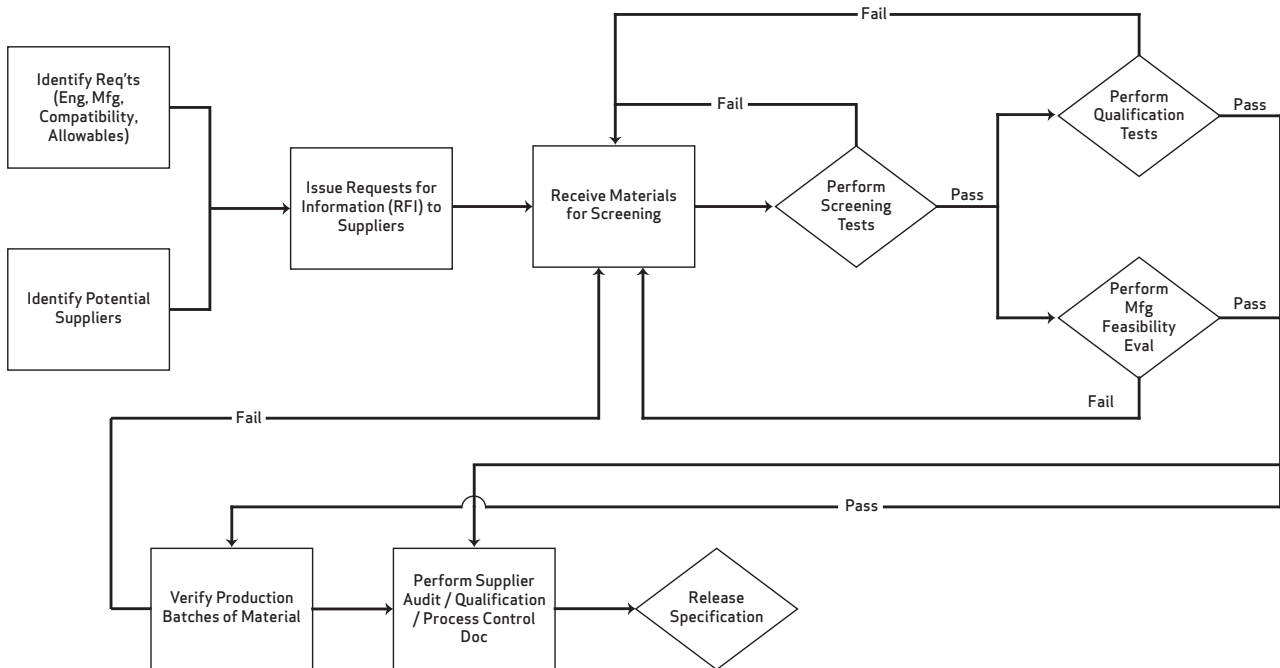 Fail
Identify Req'ts
(Eng, Mfg,
Compatibility,
Allowables)
Perform
Qualification
Tests
Pass
Fail
Issue Requests for
Information (RFI) to
Suppliers
Receive Materials
for Screening
Perform
Screening
Tests
Pass
Identify Potential
Suppliers
Perform
Mfg
Feasibility
Eval
Pass
Fail
Fail
Pass
Verify Production
Batches of Material
Perform Supplier
Audit / Qualification
/ Process Control
Doc
Release
Specification